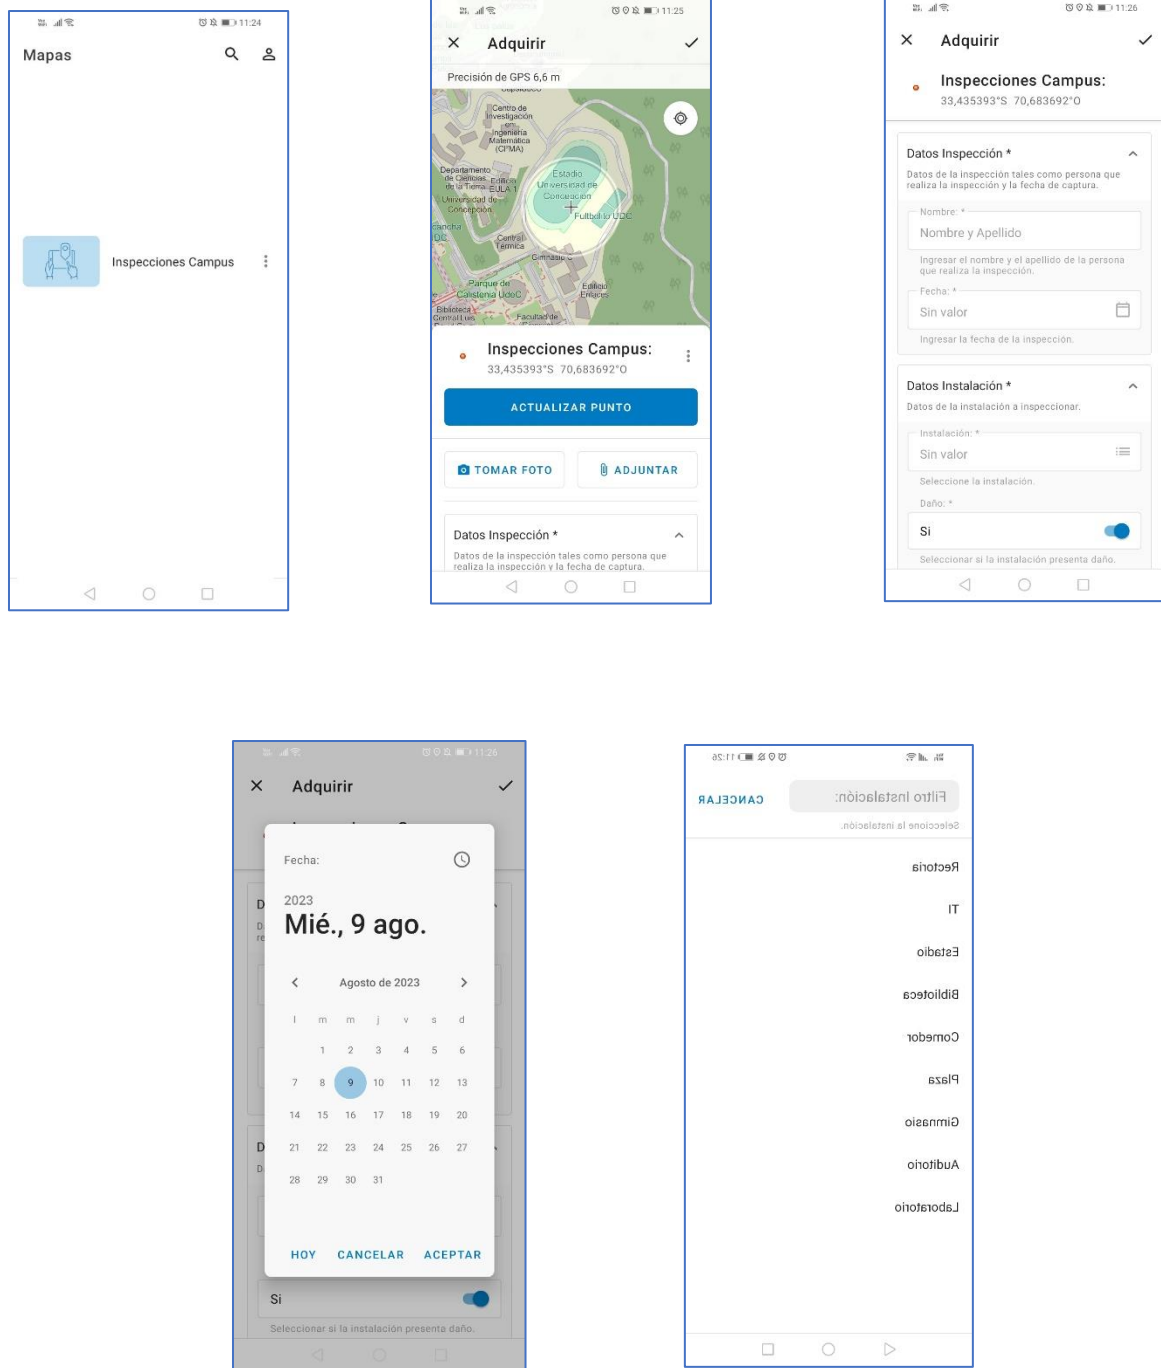 11:24
Mapas
Inspecciones Campus
11:25
Adquirir
Precisión de GPS 6,6 m
Centro de
Investigación
en
Ingeniería
Matemática
(CI²MA)
Departamento
de Ciencias
de la Tierra
Edificio
EULA 1
Universidad de
Concepción
Estadio
Universidad de
Concepción
Futbolito UDC
cancha
UDC.
Central
Térmica
Gimnasio C
Parque de
Calistenia UdeC
Edificio
Enlaces
Biblioteca
Central Luis
Facultad de
Inspecciones Campus:
33,435393°S 70,683692°O
ACTUALIZAR PUNTO
TOMAR FOTO
ADJUNTAR
Datos Inspección *
Datos de la inspección tales como persona que
realiza la inspección y la fecha de captura.
11:26
Adquirir
Inspecciones Campus:
33,435393°S 70,683692°O
Datos Inspección *
Datos de la inspección tales como persona que
realiza la inspección y la fecha de captura.
Nombre: *
Nombre y Apellido
Ingresar el nombre y el apellido de la persona
que realiza la inspección.
Fecha: *
Sin valor
Ingresar la fecha de la inspección.
Datos Instalación *
Datos de la instalación a inspeccionar.
Instalación: *
Sin valor
Seleccione la instalación.
Daño: *
Si
Seleccionar si la instalación presenta daño.
11:26
Adquirir
Fecha:
2023
Mié., 9 ago.
Agosto de 2023
l m m j v s d
1 2 3 4 5 6
7 8 9 10 11 12 13
14 15 16 17 18 19 20
21 22 23 24 25 26 27
28 29 30 31
HOY CANCELAR ACEPTAR
Si
Seleccionar si la instalación presenta daño.
11:26
Filtro Instalación:
CANCELAR
Seleccione la instalación.
Rectoria
TI
Estadio
Biblioteca
Comedor
Plaza
Gimnasio
Auditorio
Laboratorio